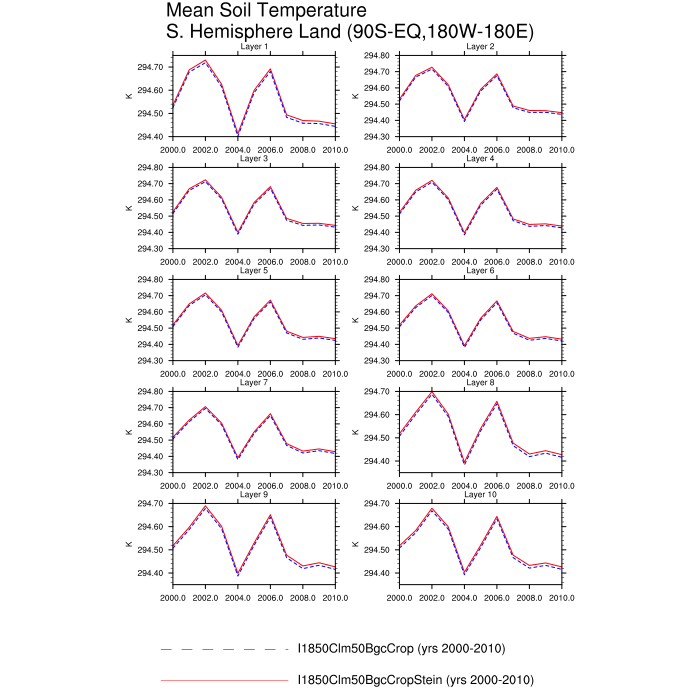 Mean Soil Temperature
S. Hemisphere Land (90S-EQ,180W-180E)
Layer 1
294.70
294.60
294.50
294.40
K
2000.0 2002.0 2004.0 2006.0 2008.0 2010.0
Layer 2
294.80
294.70
294.60
294.50
294.40
294.30
K
2000.0 2002.0 2004.0 2006.0 2008.0 2010.0
Layer 3
294.80
294.70
294.60
294.50
294.40
294.30
K
2000.0 2002.0 2004.0 2006.0 2008.0 2010.0
Layer 4
294.80
294.70
294.60
294.50
294.40
294.30
K
2000.0 2002.0 2004.0 2006.0 2008.0 2010.0
Layer 5
294.80
294.70
294.60
294.50
294.40
294.30
K
2000.0 2002.0 2004.0 2006.0 2008.0 2010.0
Layer 6
294.80
294.70
294.60
294.50
294.40
294.30
K
2000.0 2002.0 2004.0 2006.0 2008.0 2010.0
Layer 7
294.80
294.70
294.60
294.50
294.40
294.30
K
2000.0 2002.0 2004.0 2006.0 2008.0 2010.0
Layer 8
294.70
294.60
294.50
294.40
K
2000.0 2002.0 2004.0 2006.0 2008.0 2010.0
Layer 9
294.70
294.60
294.50
294.40
K
2000.0 2002.0 2004.0 2006.0 2008.0 2010.0
Layer 10
294.70
294.60
294.50
294.40
K
2000.0 2002.0 2004.0 2006.0 2008.0 2010.0
I1850Clm50BgcCrop (yrs 2000-2010)
I1850Clm50BgcCropStein (yrs 2000-2010)